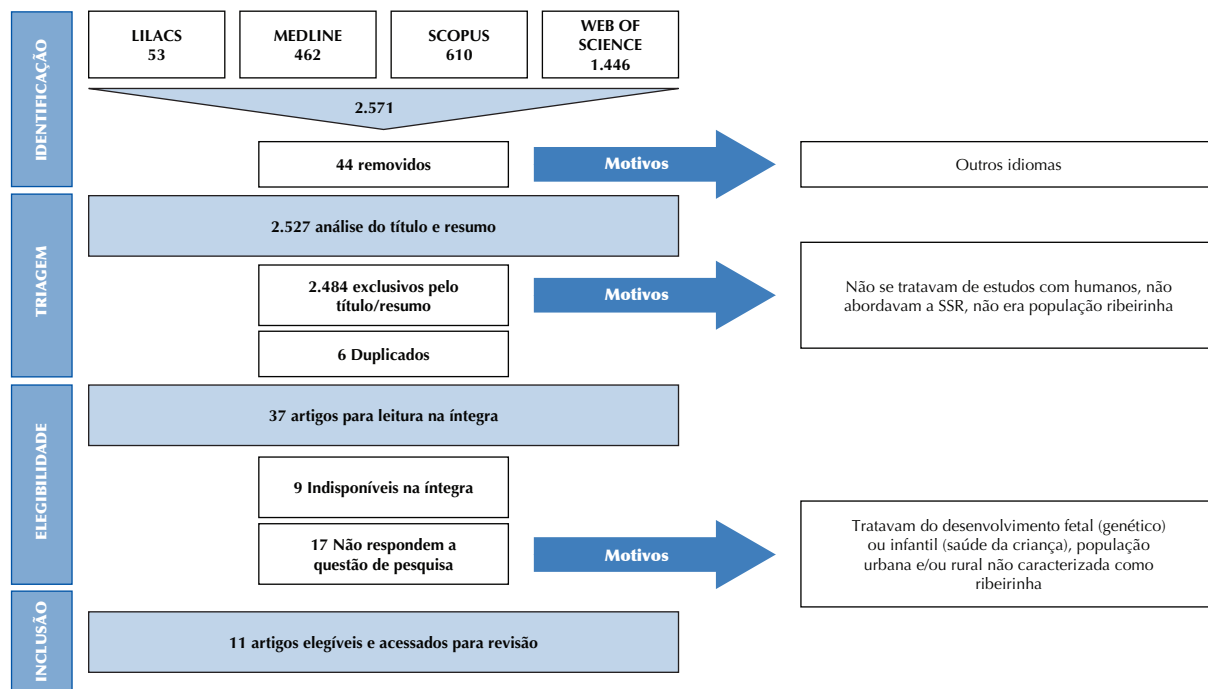 IDENTIFICAÇÃO
LILACS
53
MEDLINE
462
SCOPUS
610
WEB OF
SCIENCE
1.446
2.571
44 removidos
Motivos
Outros idiomas
TRIAGEM
2.527 análise do título e resumo
2.484 exclusivos pelo
título/resumo
Motivos
Não se tratavam de estudos com humanos, não
abordavam a SSR, não era população ribeirinha
6 Duplicados
ELEGIBILIDADE
37 artigos para leitura na íntegra
9 Indisponíveis na íntegra
17 Não respondem a
questão de pesquisa
Motivos
Tratavam do desenvolvimento fetal (genético)
ou infantil (saúde da criança), população
urbana e/ou rural não caracterizada como
ribeirinha
INCLUSÃO
11 artigos elegíveis e acessados para revisão